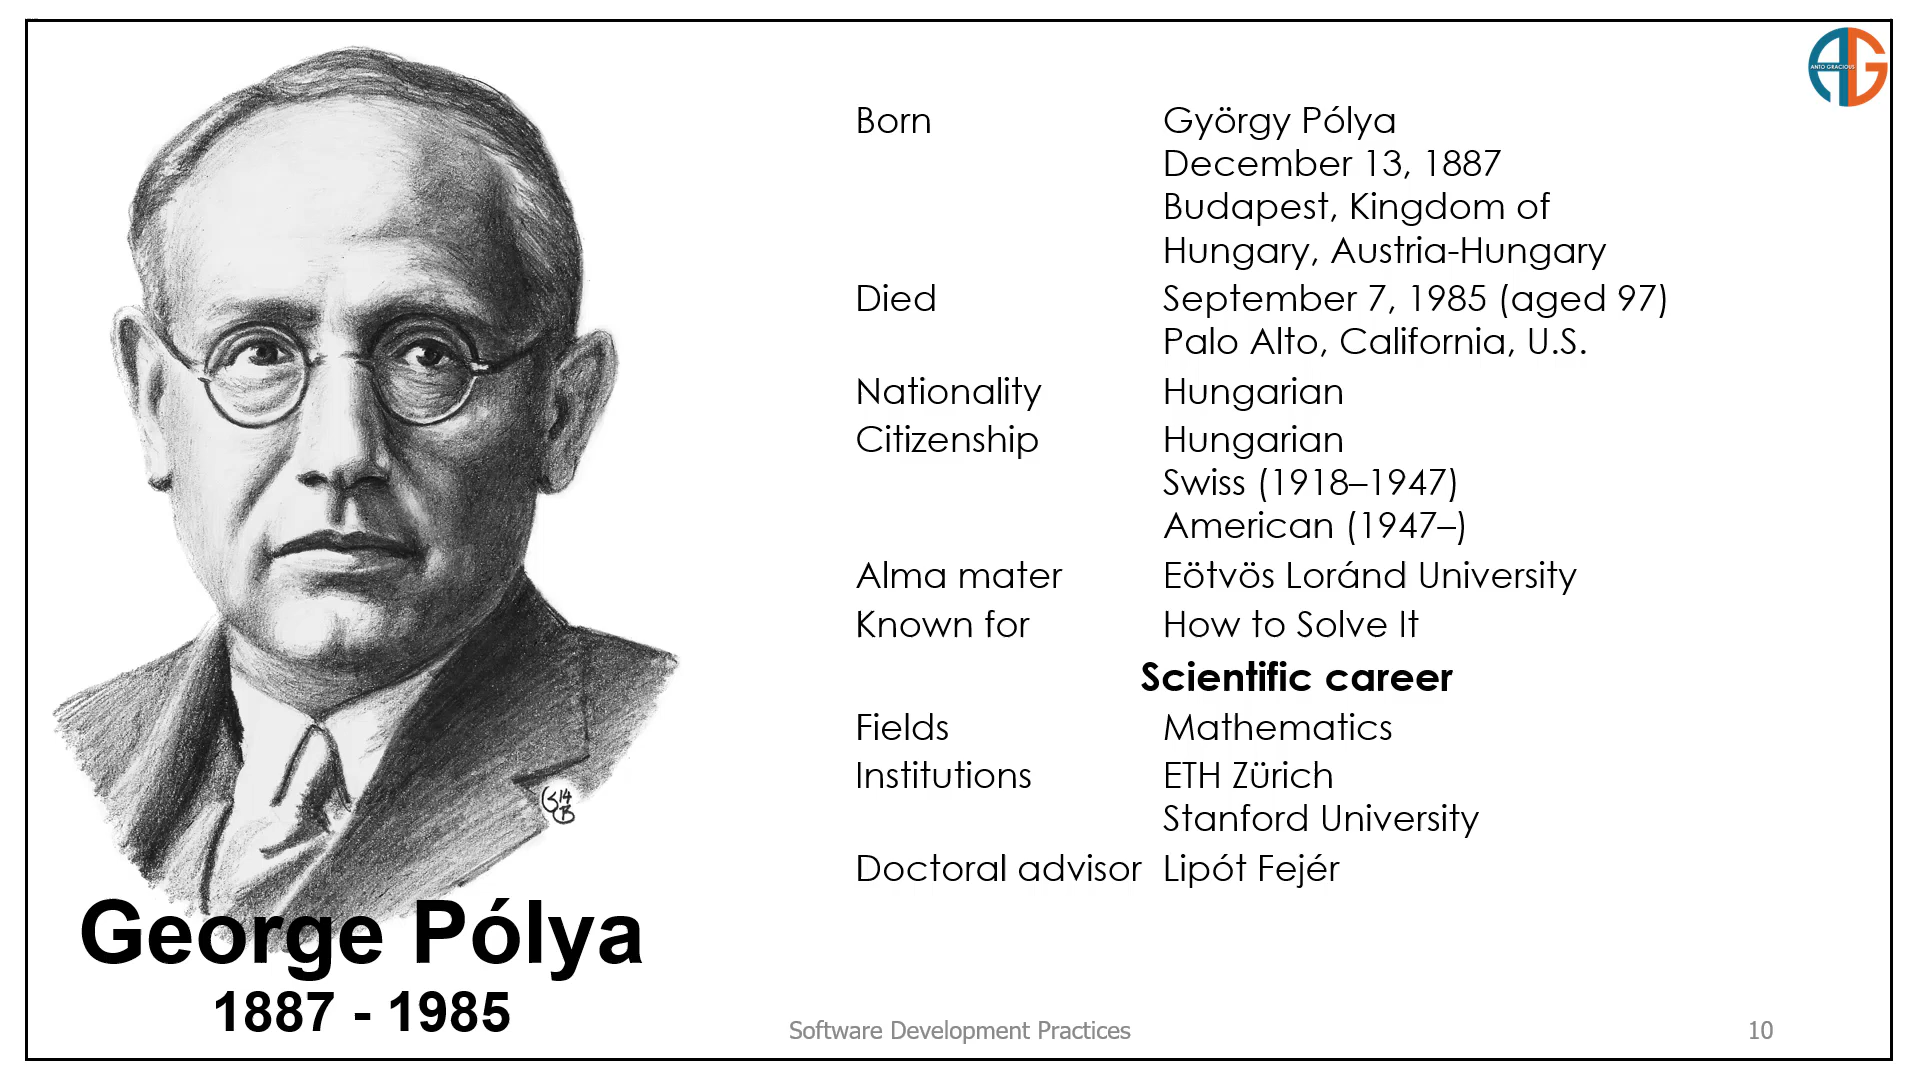 ANTO GRACIOUS
Born György Pólya
December 13, 1887
Budapest, Kingdom of
Hungary, Austria-Hungary
Died September 7, 1985 (aged 97)
Palo Alto, California, U.S.
Nationality Hungarian
Citizenship Hungarian
Swiss (1918–1947)
American (1947–)
Alma mater Eötvös Loránd University
Known for How to Solve It
Scientific career
Fields Mathematics
Institutions ETH Zürich
Stanford University
Doctoral advisor Lipót Fejér
George Pólya
1887 - 1985
Software Development Practices
10